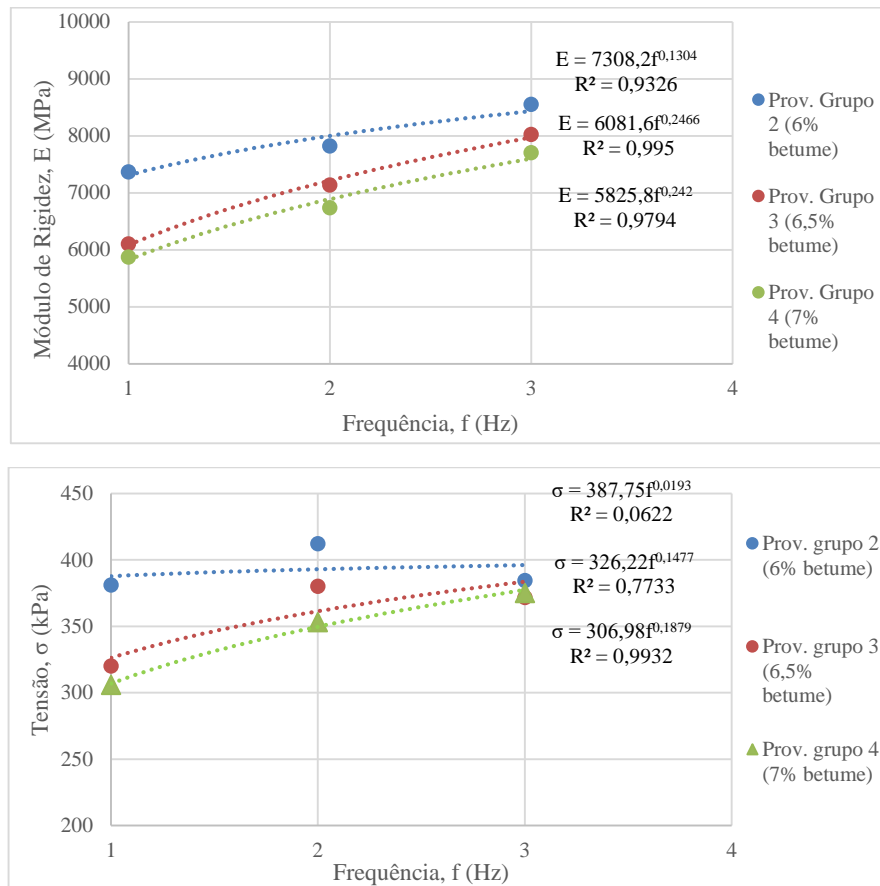 10000
9000
8000
7000
6000
5000
4000
Módulo de Rigidez, E (MPa)
E = 7308,2f^0,1304
R² = 0,9326
E = 6081,6f^0,2466
R² = 0,995
E = 5825,8f^0,242
R² = 0,9794
1 2 3 4
Frequência, f (Hz)
Prov. Grupo
2 (6%
betume)
Prov. Grupo
3 (6,5%
betume)
Prov. Grupo
4 (7%
betume)
450
400
350
300
250
200
Tensão, σ (kPa)
σ = 387,75f^0,0193
R² = 0,0622
σ = 326,22f^0,1477
R² = 0,7733
σ = 306,98f^0,1879
R² = 0,9932
1 2 3 4
Frequência, f (Hz)
Prov. grupo 2
(6% betume)
Prov. grupo 3
(6,5%
betume)
Prov. grupo 4
(7% betume)